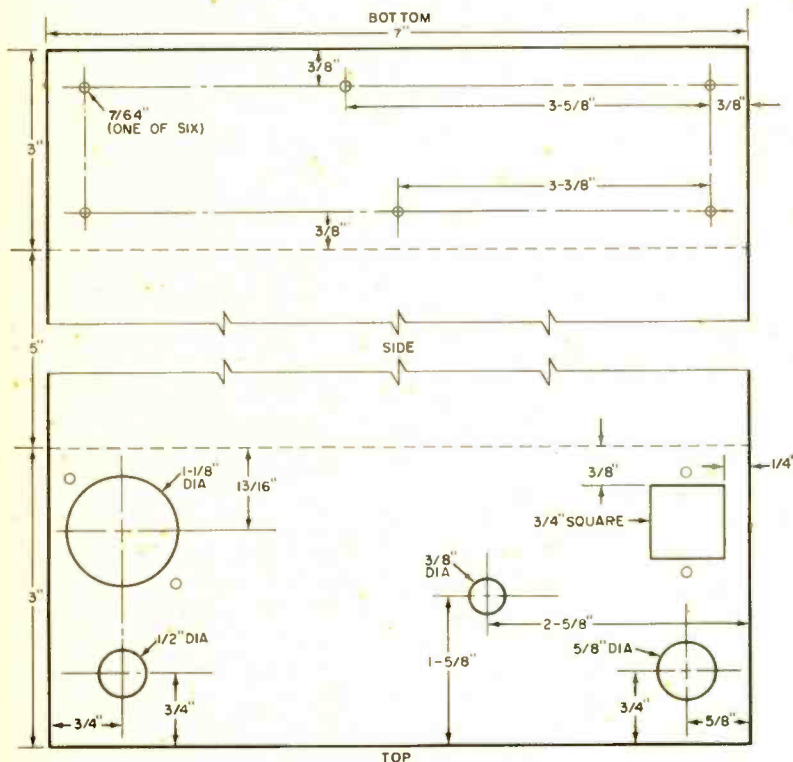 BOTTOM
7"
3/8"
7/64"
(ONE OF SIX)
3-5/8"
3/8"
3"
3-3/8"
3/8"
5"
SIDE
1-1/8"
DIA
13/16"
3/8"
1/4"
3/4" SQUARE
3"
3/8"
DIA
2-5/8"
1/2" DIA
1-5/8"
5/8" DIA
3/4"
3/4"
3/4"
5/8"
TOP